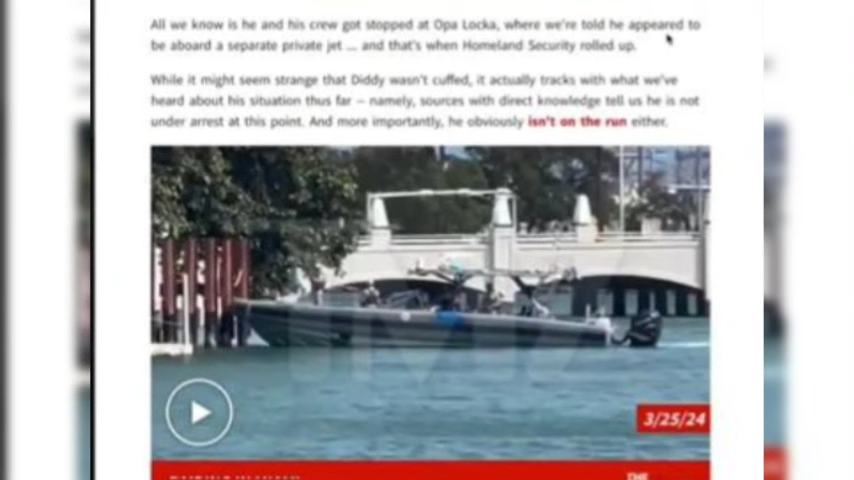 All we know is he and his crew got stopped at Opa Locka, where we're told he appeared to
be aboard a separate private jet ... and that's when Homeland Security rolled up.
While it might seem strange that Diddy wasn't cuffed, it actually tracks with what we've
heard about his situation thus far -- namely, sources with direct knowledge tell us he is not
under arrest at this point. And more importantly, he obviously isn't on the run either.
TMZ
3/25/24
THE